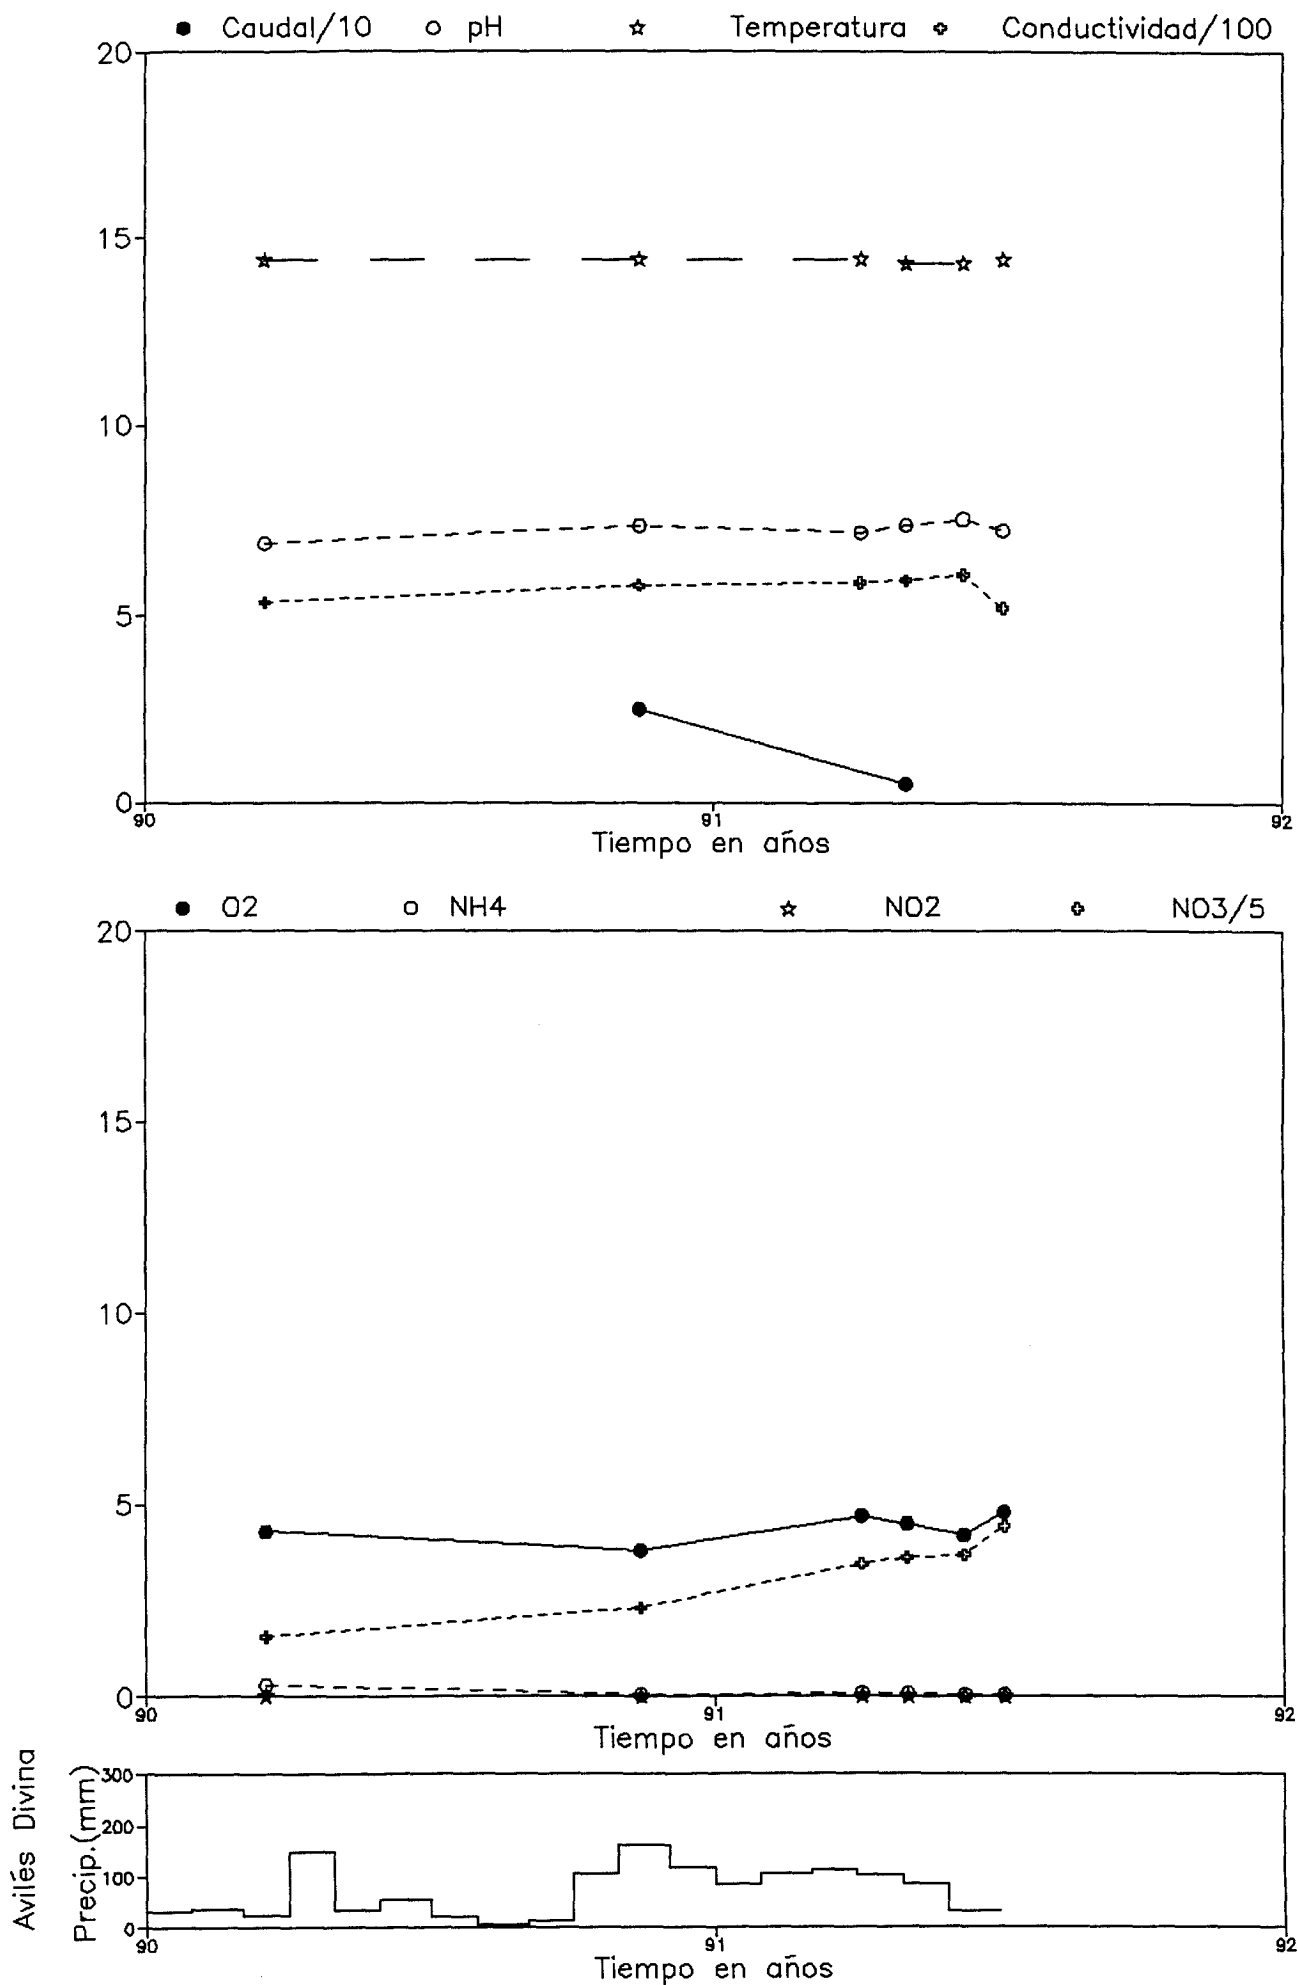 Caudal/10 pH Temperatura Conductividad/100
20
15
10
5
0
90 91 92
Tiempo en años
O2 NH4 NO2 NO3/5
20
15
10
5
0
90 91 92
Tiempo en años
Avilés Divina
Precip.(mm)
300
200
100
0
90 91 92
Tiempo en años